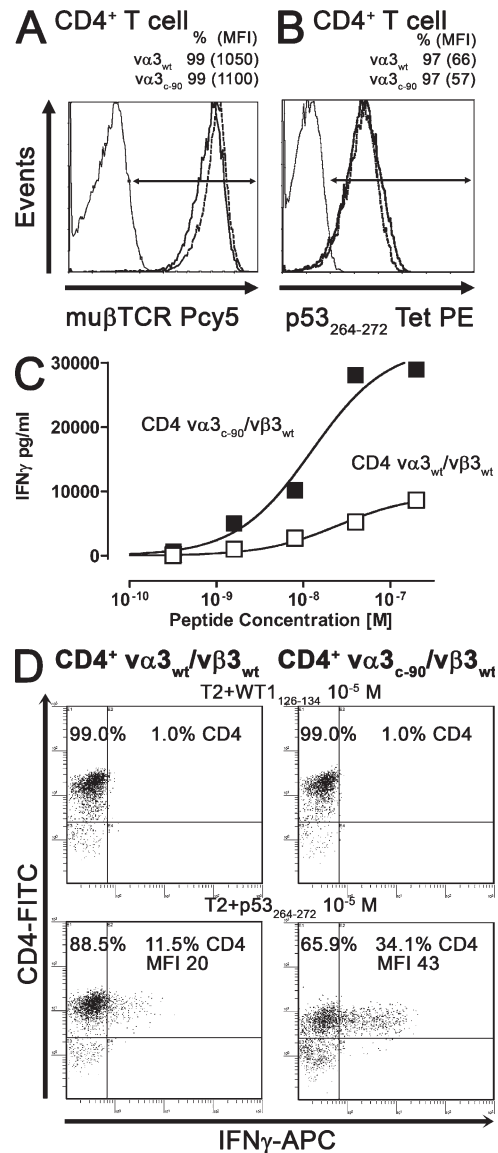 A CD4+ T cell
% (MFI)
vα3wt 99 (1050)
vα3c-90 99 (1100)
Events
muβTCR Pcy5
B CD4+ T cell
% (MFI)
vα3wt 97 (66)
vα3c-90 97 (57)
p53264-272 Tet PE
C
IFNγ pg/ml
30000
20000
10000
0
CD4 vα3c-90/vβ3wt
CD4 vα3wt/vβ3wt
10-10 10-9 10-8 10-7
Peptide Concentration [M]
D CD4+ vα3wt/vβ3wt CD4+ vα3c-90/vβ3wt
T2+WT1126-134 10-5 M
99.0% 1.0% CD4
99.0% 1.0% CD4
T2+p53264-272 10-5 M
88.5% 11.5% CD4
MFI 20
65.9% 34.1% CD4
MFI 43
CD4-FITC
IFNγ-APC